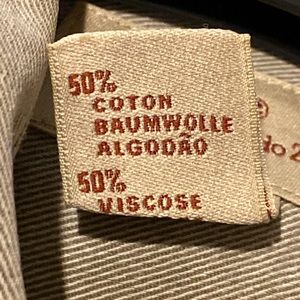 50%
COTON
BAUMWOLLE
ALGODÃO
50%
VISCOSE
®